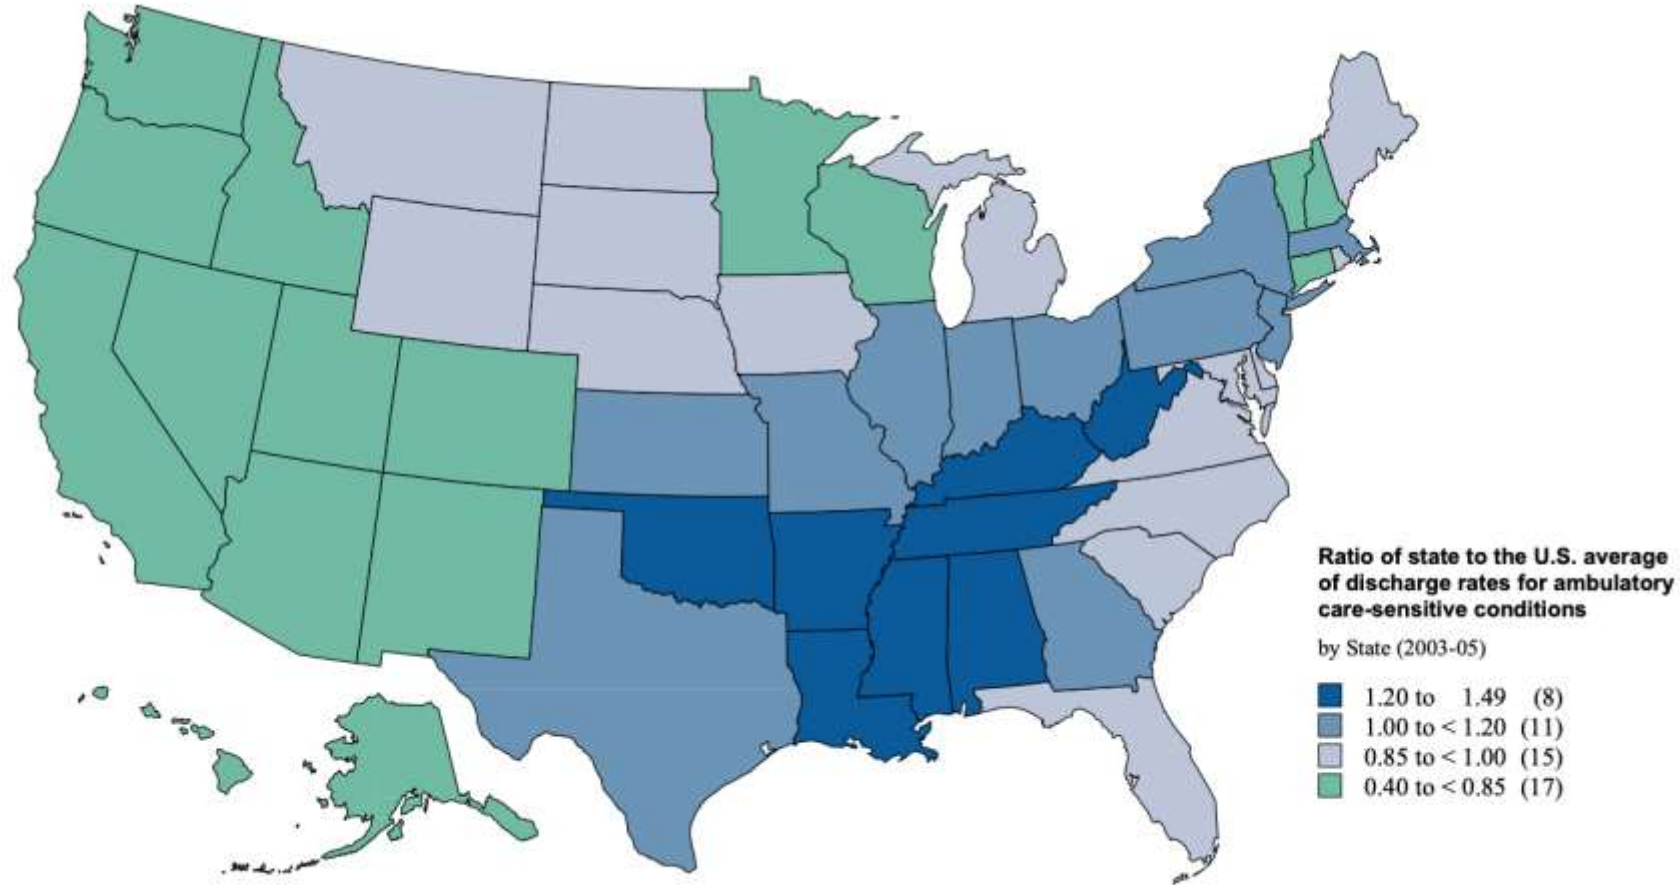 Ratio of state to the U.S. average
of discharge rates for ambulatory
care-sensitive conditions
by State (2003-05)
1.20 to 1.49 (8)
1.00 to < 1.20 (11)
0.85 to < 1.00 (15)
0.40 to < 0.85 (17)